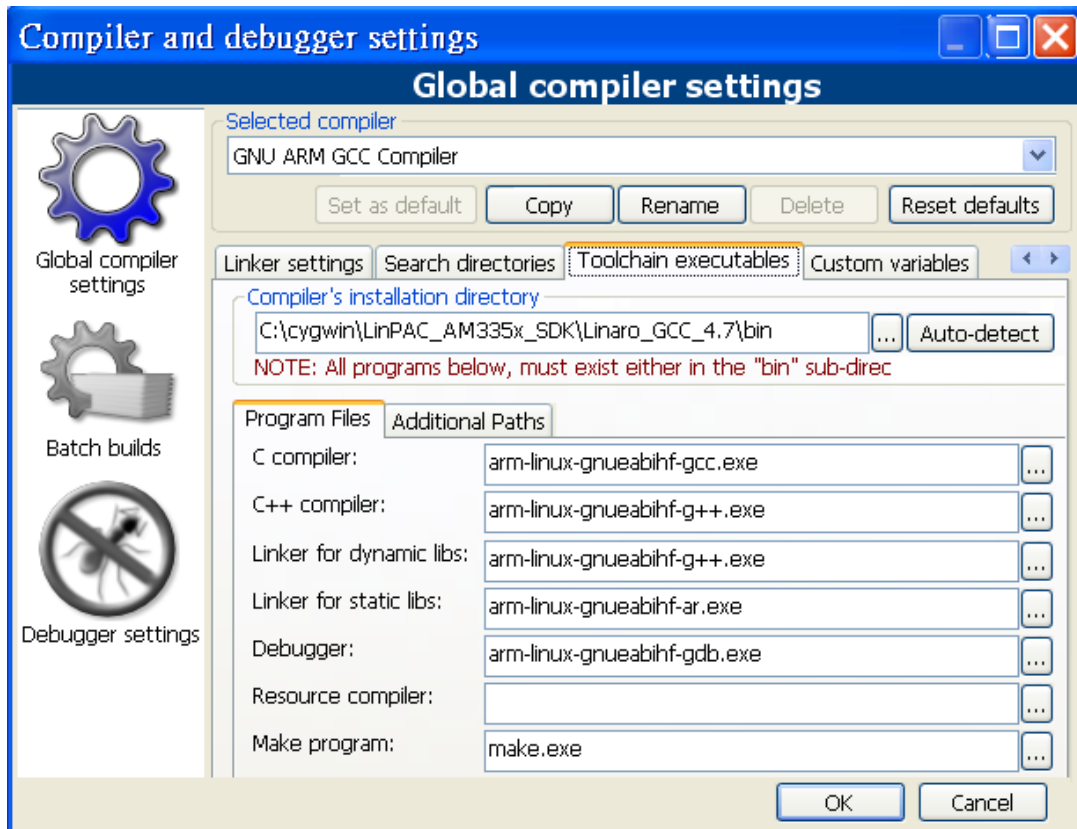 Compiler and debugger settings
Global compiler settings
Selected compiler
GNU ARM GCC Compiler
Set as default Copy Rename Delete Reset defaults
Global compiler
settings
Linker settings Search directories Toolchain executables Custom variables
Compiler's installation directory
C:\cygwin\LinPAC_AM335x_SDK\Linaro_GCC_4.7\bin ... Auto-detect
NOTE: All programs below, must exist either in the "bin" sub-direc
Program Files Additional Paths
Batch builds
C compiler: arm-linux-gnueabihf-gcc.exe ...
C++ compiler: arm-linux-gnueabihf-g++.exe ...
Linker for dynamic libs: arm-linux-gnueabihf-g++.exe ...
Linker for static libs: arm-linux-gnueabihf-ar.exe ...
Debugger settings
Debugger: arm-linux-gnueabihf-gdb.exe ...
Resource compiler: ...
Make program: make.exe ...
OK Cancel